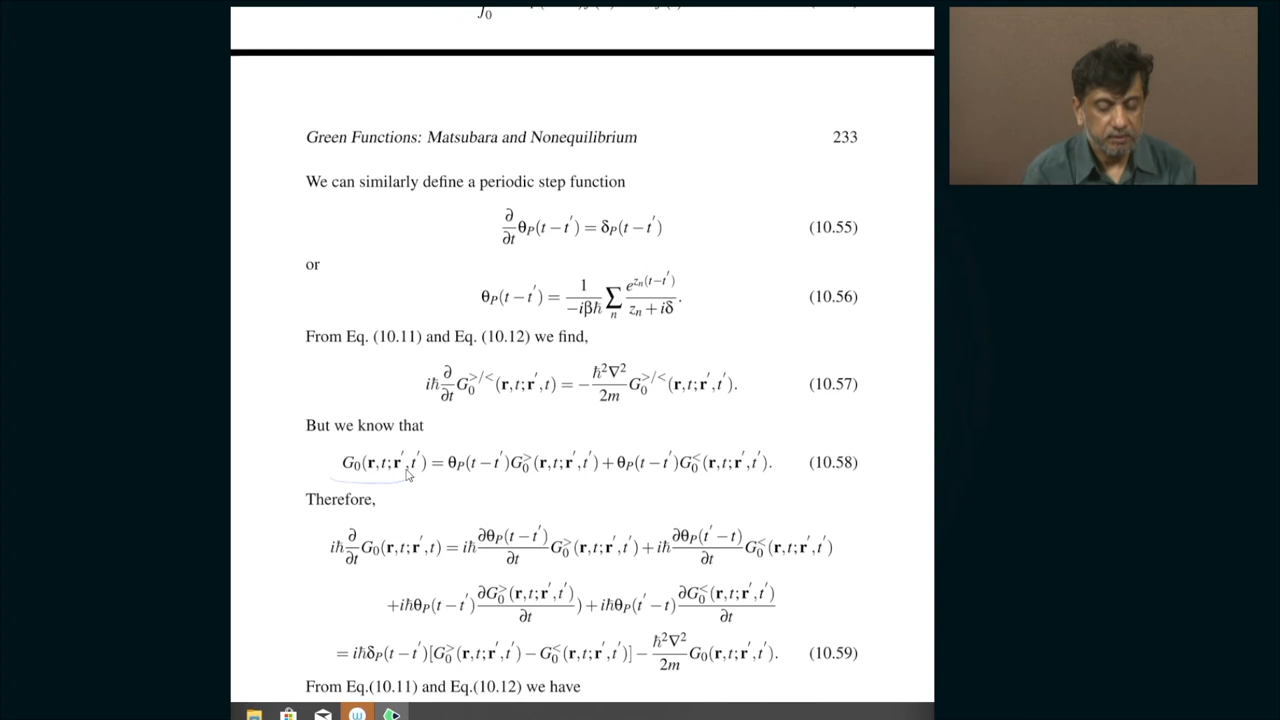 Green Functions: Matsubara and Nonequilibrium 233
We can similarly define a periodic step function
∂/∂t θ_P(t − t′) = δ_P(t − t′) (10.55)
or
θ_P(t − t′) = 1/(−iβħ) ∑_n e^{z_n(t−t′)}/(z_n + iδ). (10.56)
From Eq. (10.11) and Eq. (10.12) we find,
iħ ∂/∂t G_0^{>/<}(r,t;r′,t) = −ħ²∇²/2m G_0^{>/<}(r,t;r′,t′). (10.57)
But we know that
G_0(r,t;r′,t′) = θ_P(t − t′)G_0^>(r,t;r′,t′) + θ_P(t − t′)G_0^<(r,t;r′,t′). (10.58)
Therefore,
iħ ∂/∂t G_0(r,t;r′,t) = iħ ∂θ_P(t − t′)/∂t G_0^>(r,t;r′,t′) + iħ ∂θ_P(t′ − t)/∂t G_0^<(r,t;r′,t′)
+iħθ_P(t − t′) ∂G_0^>(r,t;r′,t′)/∂t ) + iħθ_P(t′ − t) ∂G_0^<(r,t;r′,t′)/∂t
= iħδ_P(t − t′)[G_0^>(r,t;r′,t′) − G_0^<(r,t;r′,t′)] − ħ²∇²/2m G_0(r,t;r′,t′). (10.59)
From Eq.(10.11) and Eq.(10.12) we have